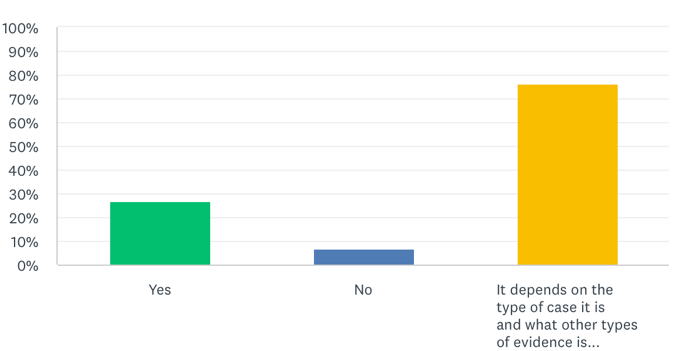 100%
90%
80%
70%
60%
50%
40%
30%
20%
10%
0%
Yes
No
It depends on the
type of case it is
and what other types
of evidence is...